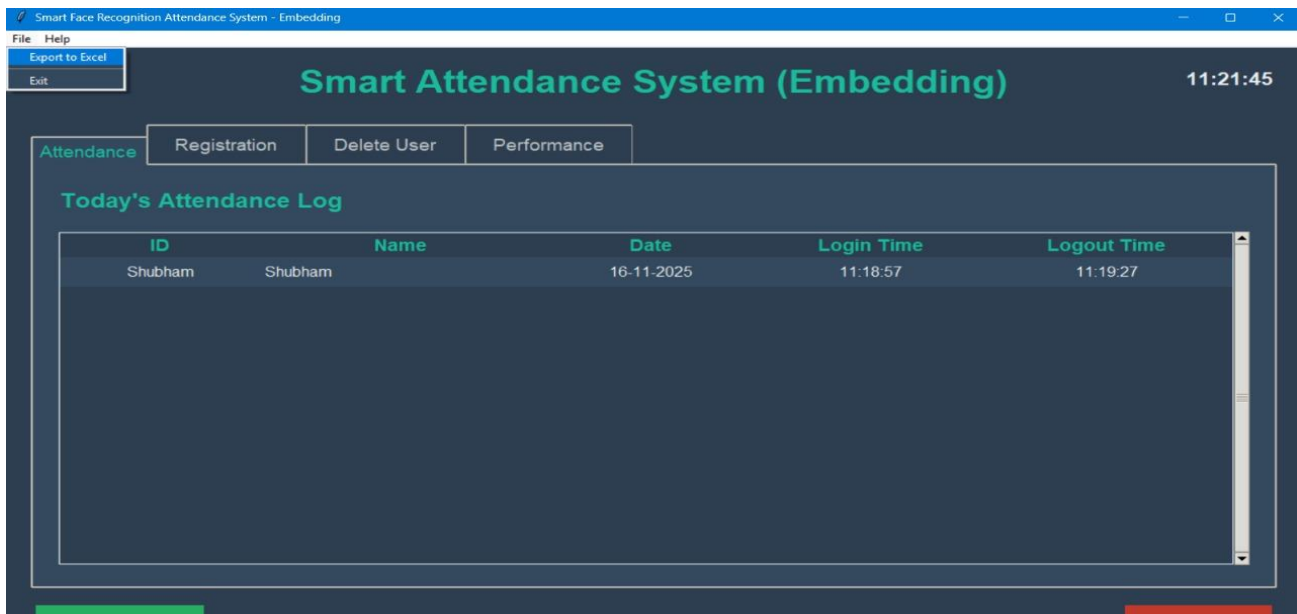 Smart Face Recognition Attendance System - Embedding
File Help
Export to Excel
Exit
Smart Attendance System (Embedding) 11:21:45
Attendance Registration Delete User Performance
Today's Attendance Log
ID Name Date Login Time Logout Time
Shubham Shubham 16-11-2025 11:18:57 11:19:27